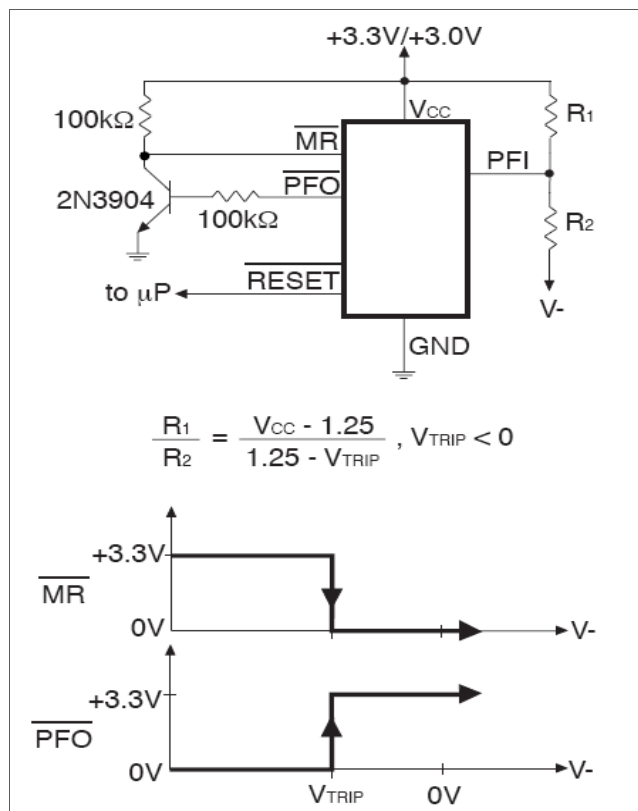 +3.3V/+3.0V
100kΩ
VCC
R1
MR
PFI
PFO
2N3904
100kΩ
R2
RESET
to μP
V-
GND
R1/R2 = (VCC - 1.25)/(1.25 - VTRIP) , VTRIP < 0
+3.3V
MR
0V
V-
+3.3V
PFO
0V
V-
VTRIP
0V